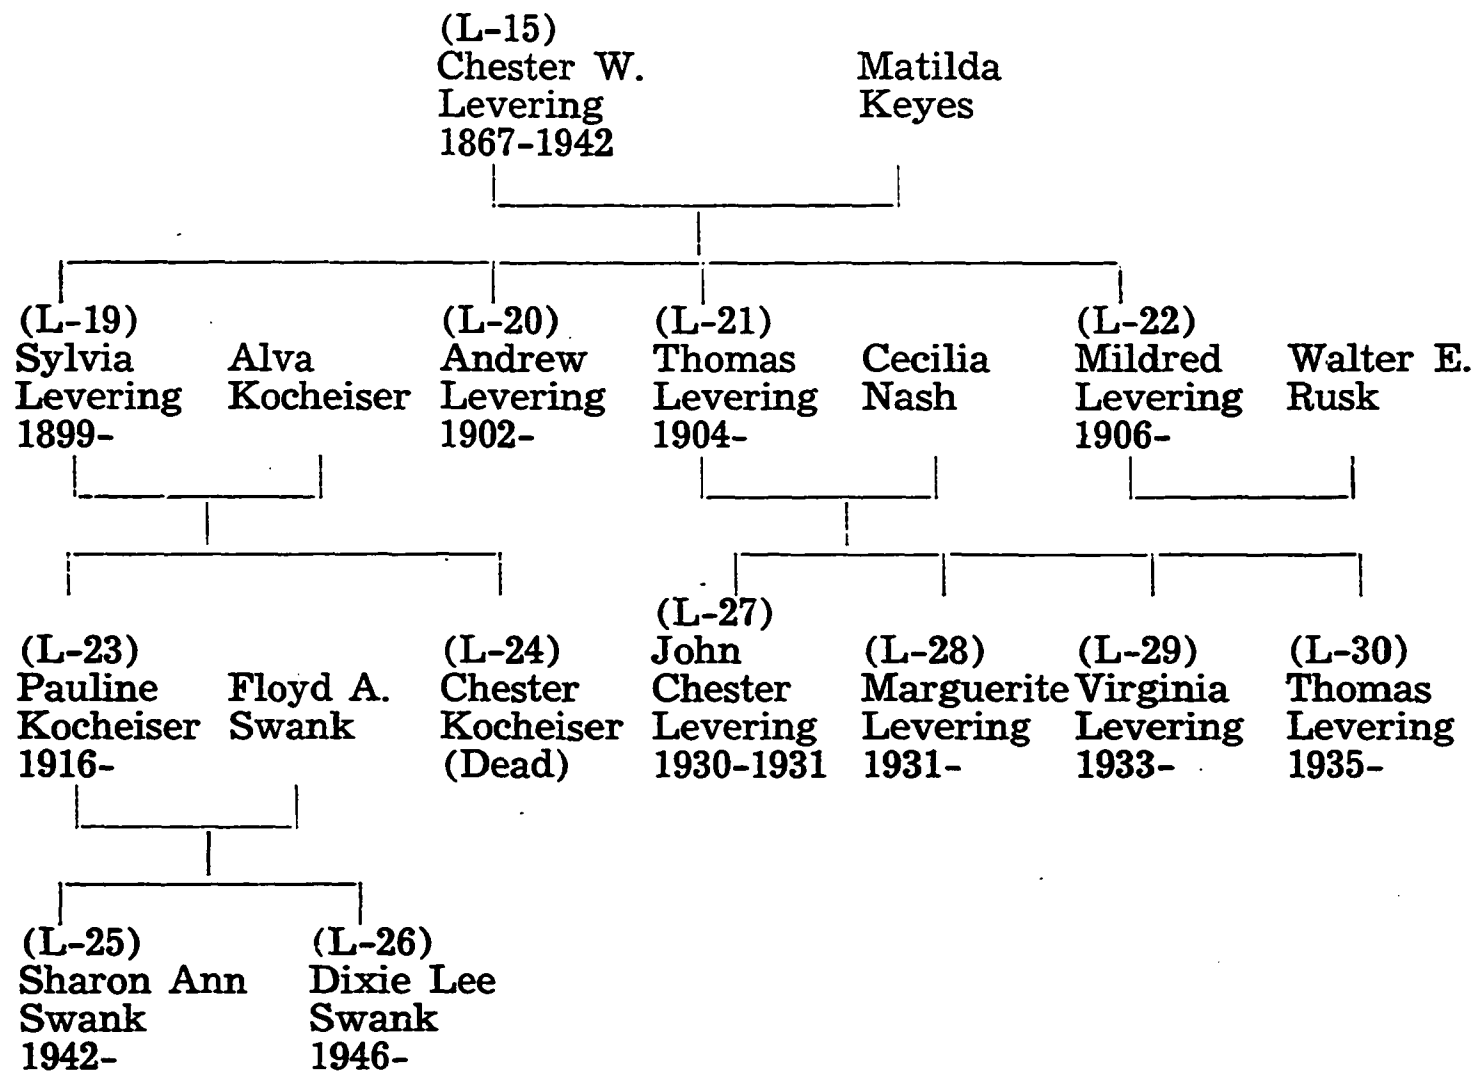 (L-15)
Chester W.
Levering
1867-1942
Matilda
Keyes
(L-19)
Sylvia
Levering
1899-
Alva
Kocheiser
(L-20)
Andrew
Levering
1902-
(L-21)
Thomas
Levering
1904-
Cecilia
Nash
(L-22)
Mildred
Levering
1906-
Walter E.
Rusk
(L-23)
Pauline
Kocheiser
1916-
Floyd A.
Swank
(L-24)
Chester
Kocheiser
(Dead)
(L-27)
John
Chester
Levering
1930-1931
(L-28)
Marguerite
Levering
1931-
(L-29)
Virginia
Levering
1933-
(L-30)
Thomas
Levering
1935-
(L-25)
Sharon Ann
Swank
1942-
(L-26)
Dixie Lee
Swank
1946-